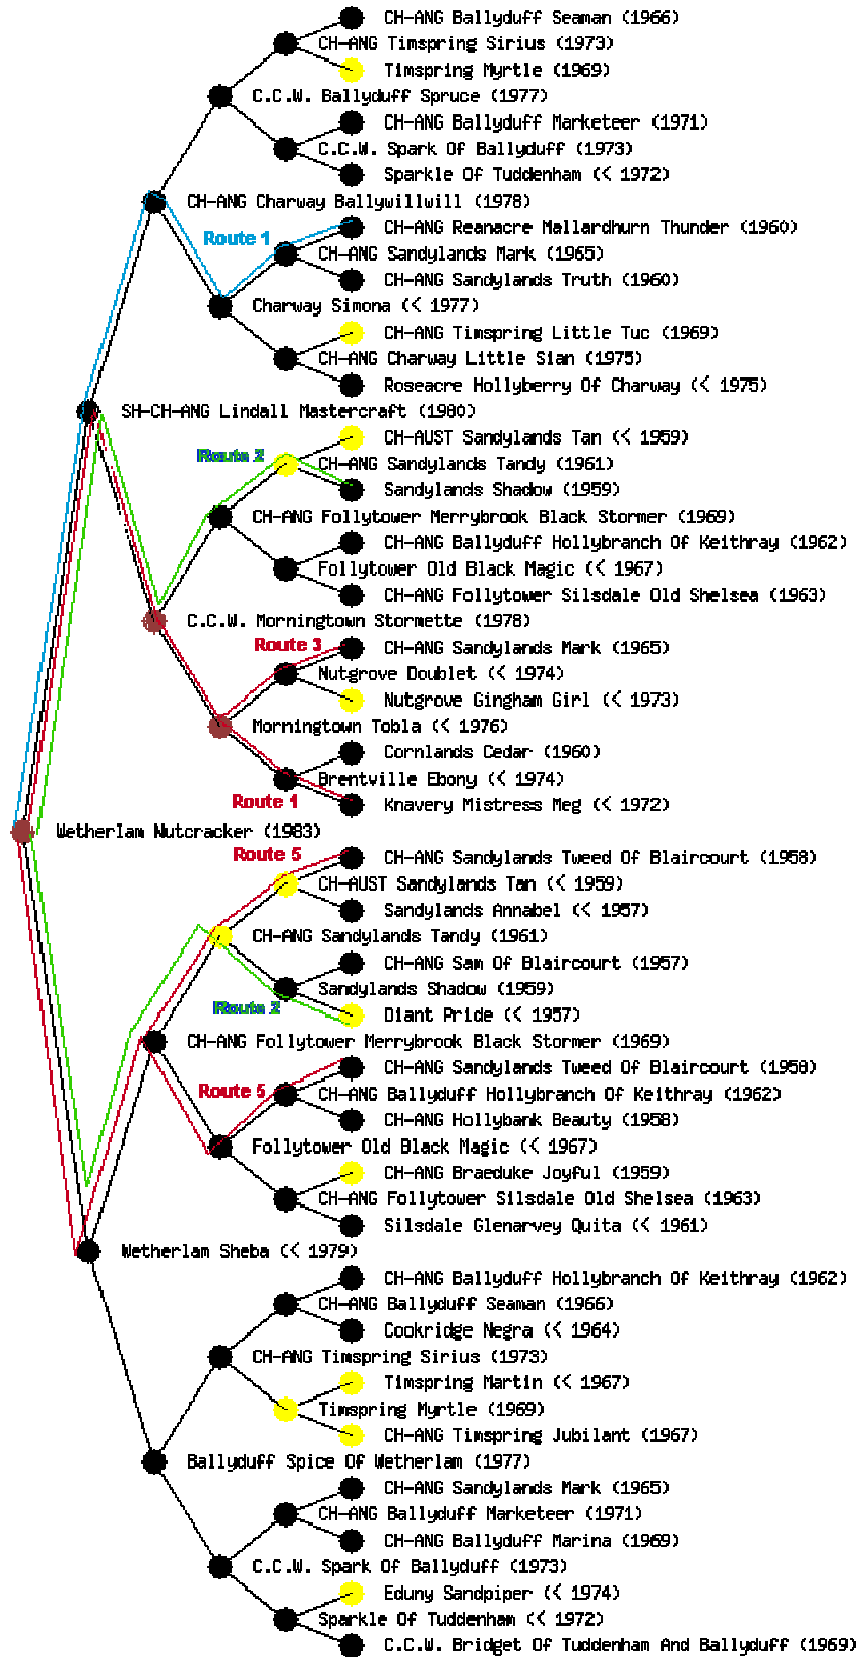 CH-ANG Ballyduff Seaman (1966)
CH-ANG Timspring Sirius (1973)
Timspring Myrtle (1969)
C.C.W. Ballyduff Spruce (1977)
CH-ANG Ballyduff Marketeer (1971)
C.C.W. Spark Of Ballyduff (1973)
Sparkle Of Tuddenham (< 1972)
CH-ANG Charway Ballywillwill (1978)
CH-ANG Reanacre Mallardhurn Thunder (1960)
Route 1
CH-ANG Sandylands Mark (1965)
CH-ANG Sandylands Truth (1960)
Charway Simona (< 1977)
CH-ANG Timspring Little Tuc (1969)
CH-ANG Charway Little Sian (1975)
Roseacre Hollyberry Of Charway (< 1975)
SH-CH-ANG Lindall Mastercraft (1980)
CH-AUST Sandylands Tan (< 1959)
Route 2
CH-ANG Sandylands Tandy (1961)
Sandylands Shadow (1959)
CH-ANG Follytower Merrybrook Black Stormer (1969)
CH-ANG Ballyduff Hollybranch Of Keithray (1962)
Follytower Old Black Magic (< 1967)
CH-ANG Follytower Silsdale Old Shelsea (1963)
C.C.W. Morningtown Stormette (1978)
Route 3
CH-ANG Sandylands Mark (1965)
Nutgrove Doublet (< 1974)
Nutgrove Gingham Girl (< 1973)
Morningtown Tobla (< 1976)
Cornlands Cedar (1960)
Brentville Ebony (< 1974)
Route 1
Knavery Mistress Meg (< 1972)
Wetherlam Nutcracker (1983)
Route 5
CH-ANG Sandylands Tweed Of Blaircourt (1958)
CH-AUST Sandylands Tan (< 1959)
Sandylands Annabel (< 1957)
CH-ANG Sandylands Tandy (1961)
CH-ANG Sam Of Blaircourt (1957)
Sandylands Shadow (1959)
Route 2
Diant Pride (< 1957)
CH-ANG Follytower Merrybrook Black Stormer (1969)
CH-ANG Sandylands Tweed Of Blaircourt (1958)
Route 5
CH-ANG Ballyduff Hollybranch Of Keithray (1962)
CH-ANG Hollybank Beauty (1958)
Follytower Old Black Magic (< 1967)
CH-ANG Braeduke Joyful (1959)
CH-ANG Follytower Silsdale Old Shelsea (1963)
Silsdale Glenarvey Quita (< 1961)
Wetherlam Sheba (< 1979)
CH-ANG Ballyduff Hollybranch Of Keithray (1962)
CH-ANG Ballyduff Seaman (1966)
Cookridge Negra (< 1964)
CH-ANG Timspring Sirius (1973)
Timspring Martin (< 1967)
Timspring Myrtle (1969)
CH-ANG Timspring Jubilant (1967)
Ballyduff Spice Of Wetherlam (1977)
CH-ANG Sandylands Mark (1965)
CH-ANG Ballyduff Marketeer (1971)
CH-ANG Ballyduff Marina (1969)
C.C.W. Spark Of Ballyduff (1973)
Eduny Sandpiper (< 1974)
Sparkle Of Tuddenham (< 1972)
C.C.W. Bridget Of Tuddenham And Ballyduff (1969)